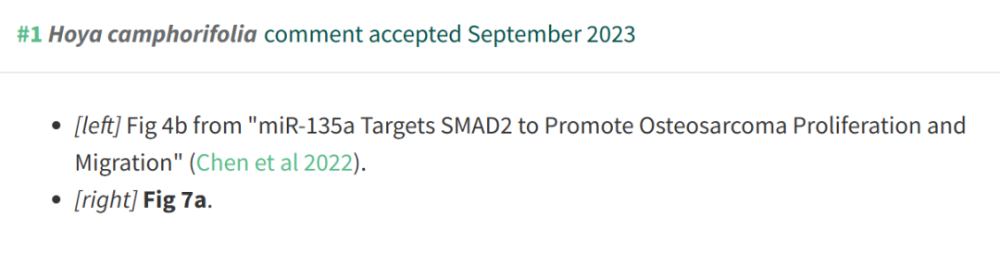 #1 Hoya camphorifolia comment accepted September 2023
• [left] Fig 4b from "miR-135a Targets SMAD2 to Promote Osteosarcoma Proliferation and
Migration" (Chen et al 2022).
• [right] Fig 7a.